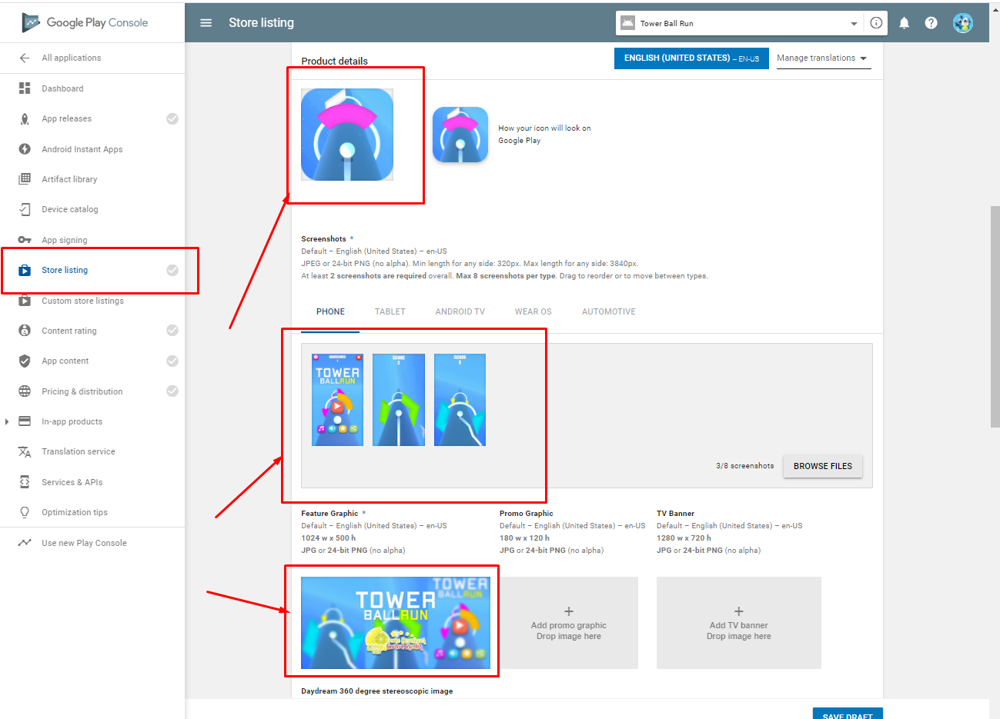 Google Play Console
Store listing
Tower Ball Run
All applications
Dashboard
App releases
Android Instant Apps
Artifact library
Device catalog
App signing
Store listing
Custom store listings
Content rating
App content
Pricing & distribution
In-app products
Translation service
Services & APIs
Optimization tips
Use new Play Console
Product details
ENGLISH (UNITED STATES) – EN-US
Manage translations
How your icon will look on
Google Play
Screenshots *
Default – English (United States) – en-US
JPEG or 24-bit PNG (no alpha). Min length for any side: 320px. Max length for any side: 3840px.
At least 2 screenshots are required overall. Max 8 screenshots per type. Drag to reorder or to move between types.
PHONE
TABLET
ANDROID TV
WEAR OS
AUTOMOTIVE
TOWER
BALLRUN
SCORE
2
SCORE
3/8 screenshots
BROWSE FILES
Feature Graphic *
Default – English (United States) – en-US
1024 w x 500 h
JPG or 24-bit PNG (no alpha)
Promo Graphic
Default – English (United States) – en-US
180 w x 120 h
JPG or 24-bit PNG (no alpha)
TV Banner
Default – English (United States) – en-US
1280 w x 720 h
JPG or 24-bit PNG (no alpha)
TOWER
BALLRUN
TOWER
BALLRUN
Add promo graphic
Drop image here
Add TV banner
Drop image here
Daydream 360 degree stereoscopic image
SAVE DRAFT